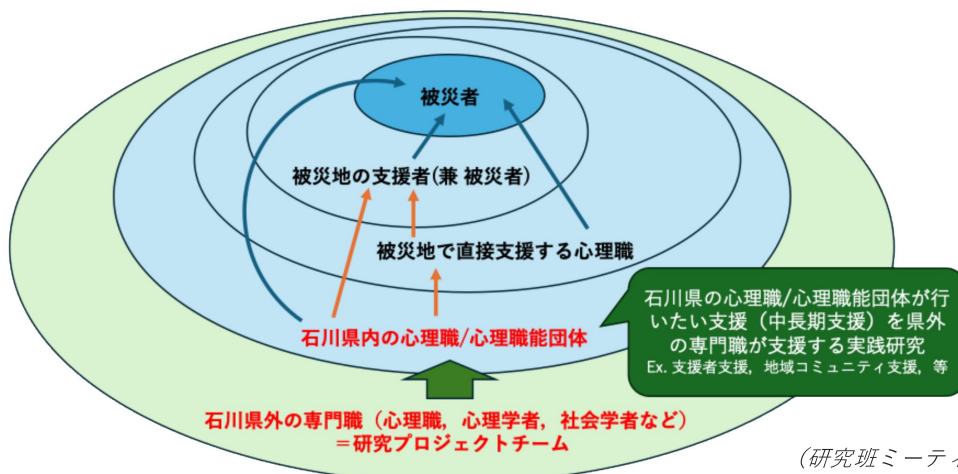 被災者
被災地の支援者(兼 被災者)
被災地で直接支援する心理職
石川県内の心理職/心理職能団体
石川県の心理職/心理職能団体が行
いたい支援（中長期支援）を県外
の専門職が支援する実践研究
Ex. 支援者支援，地域コミュニティ支援，等
石川県外の専門職（心理職，心理学者，社会学者など）
＝研究プロジェクトチーム
(研究班ミーティ